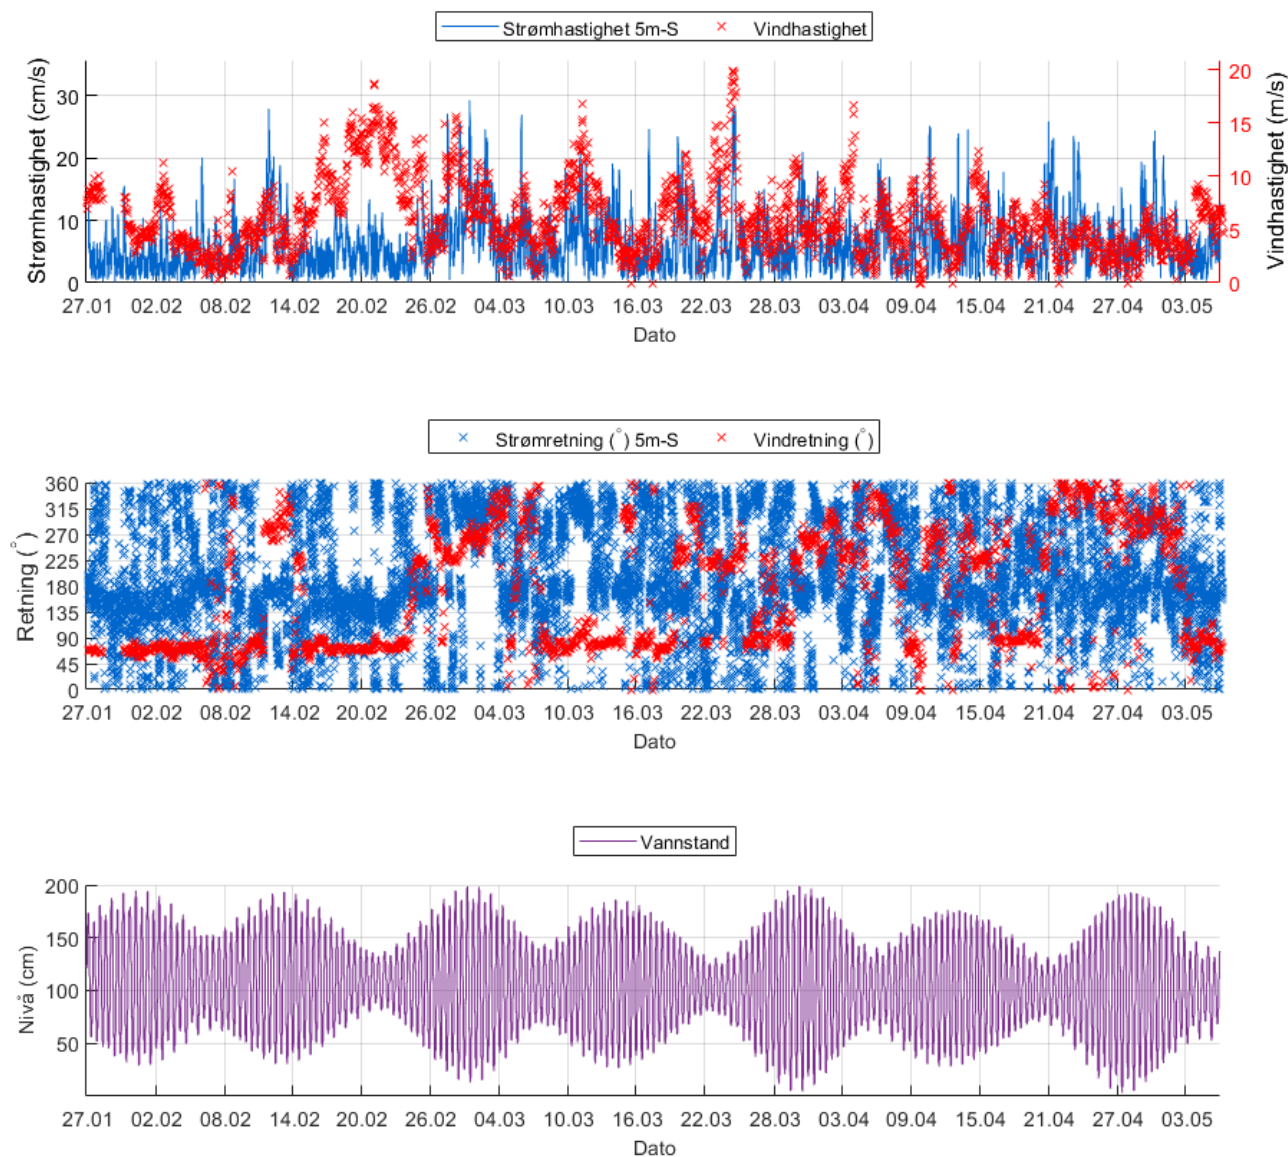 Strømhastighet 5m-S Vindhastighet
Strømhastighet (cm/s)
30
20
10
0
Vindhastighet (m/s)
20
15
10
5
0
27.01 02.02 08.02 14.02 20.02 26.02 04.03 10.03 16.03 22.03 28.03 03.04 09.04 15.04 21.04 27.04 03.05
Dato
Strømretning (°) 5m-S Vindretning (°)
Retning (°)
360
315
270
225
180
135
90
45
0
27.01 02.02 08.02 14.02 20.02 26.02 04.03 10.03 16.03 22.03 28.03 03.04 09.04 15.04 21.04 27.04 03.05
Dato
Vannstand
Nivå (cm)
200
150
100
50
27.01 02.02 08.02 14.02 20.02 26.02 04.03 10.03 16.03 22.03 28.03 03.04 09.04 15.04 21.04 27.04 03.05
Dato